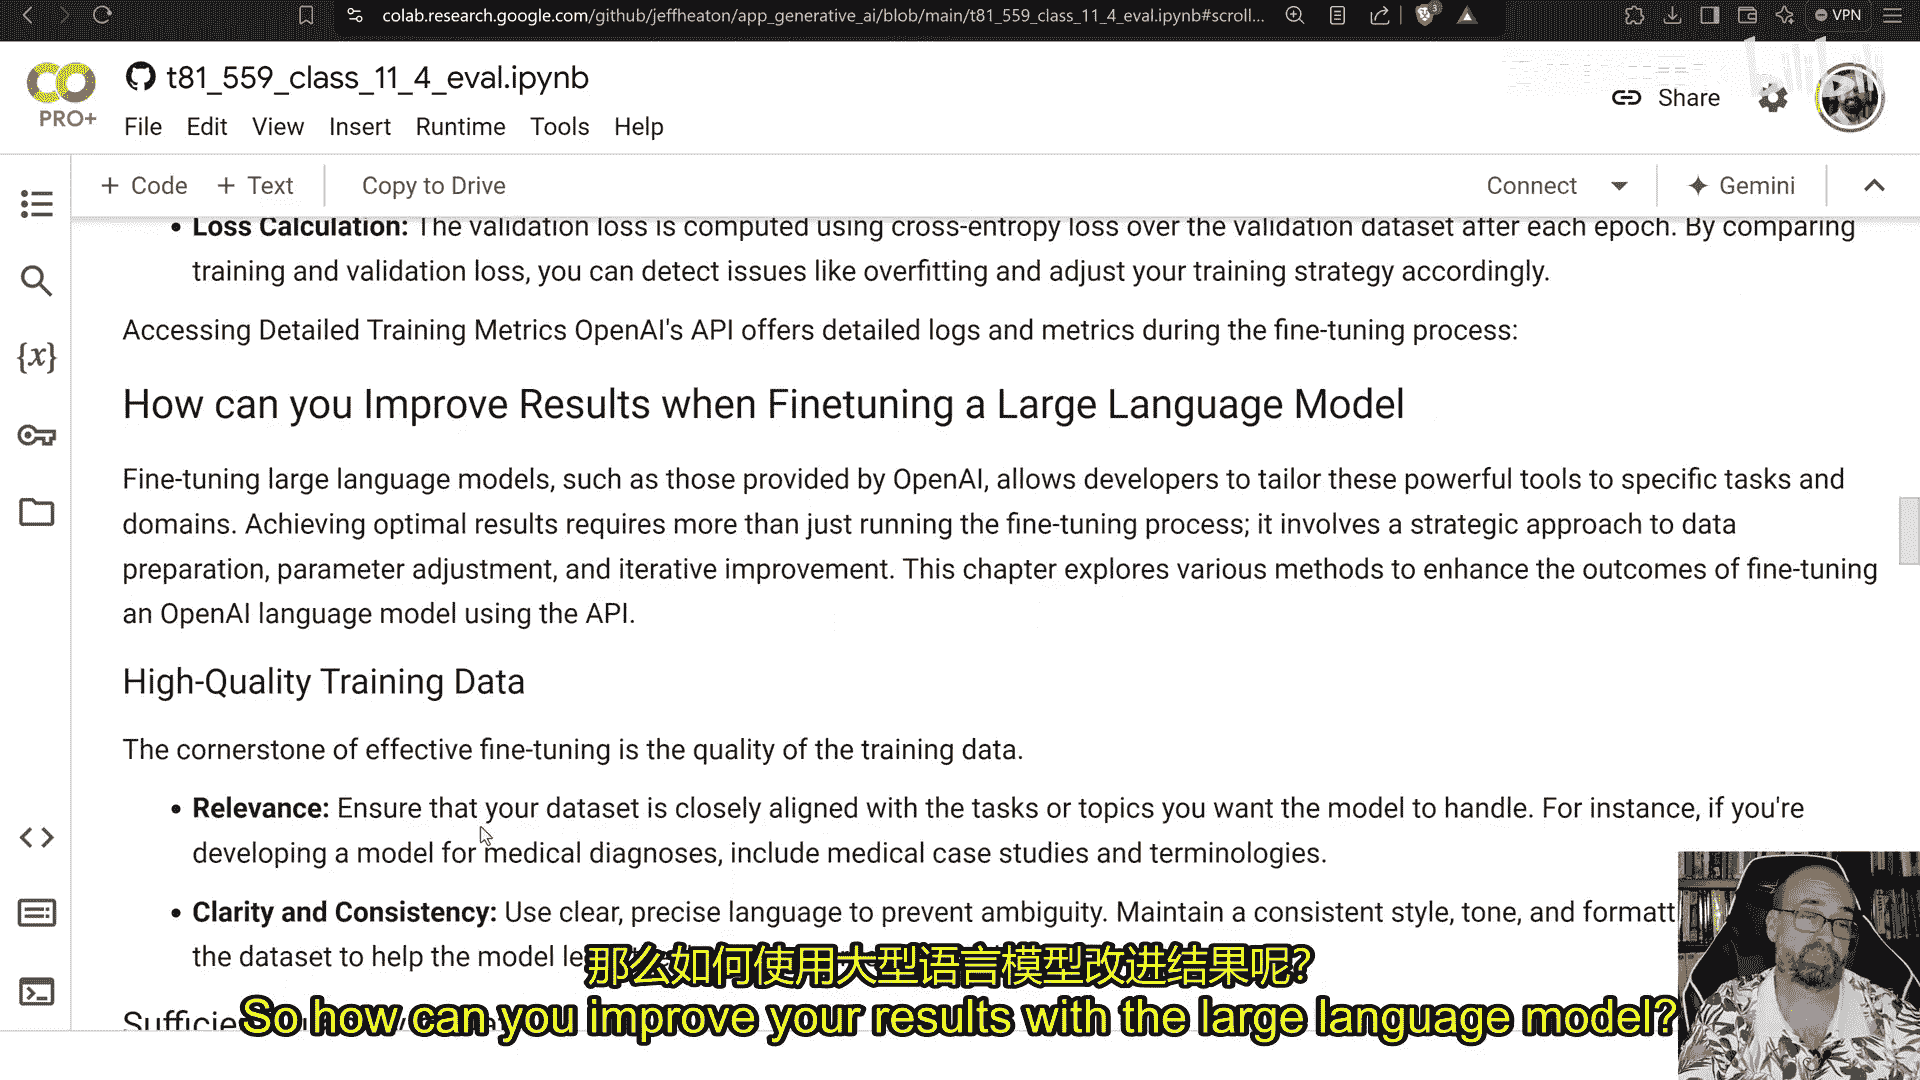 colab.research.google.com/github/jeffheaton/app_generative_ai/blob/main/t81_559_class_11_4_eval.ipynb#scroll...
3
VPN
bilibili
CO
PRO+
t81_559_class_11_4_eval.ipynb
File Edit View Insert Runtime Tools Help
Share
+ Code + Text Copy to Drive
Connect
Gemini
{x}
• Loss Calculation: The validation loss is computed using cross-entropy loss over the validation dataset after each epoch. By comparing
training and validation loss, you can detect issues like overfitting and adjust your training strategy accordingly.
Accessing Detailed Training Metrics OpenAI's API offers detailed logs and metrics during the fine-tuning process:
How can you Improve Results when Finetuning a Large Language Model
Fine-tuning large language models, such as those provided by OpenAI, allows developers to tailor these powerful tools to specific tasks and
domains. Achieving optimal results requires more than just running the fine-tuning process; it involves a strategic approach to data
preparation, parameter adjustment, and iterative improvement. This chapter explores various methods to enhance the outcomes of fine-tuning
an OpenAI language model using the API.
High-Quality Training Data
The cornerstone of effective fine-tuning is the quality of the training data.
• Relevance: Ensure that your dataset is closely aligned with the tasks or topics you want the model to handle. For instance, if you're
developing a model for medical diagnoses, include medical case studies and terminologies.
• Clarity and Consistency: Use clear, precise language to prevent ambiguity. Maintain a consistent style, tone, and formatt
the dataset to help the model le
那么如何使用大型语言模型改进结果呢?
So how can you improve your results with the large language model?